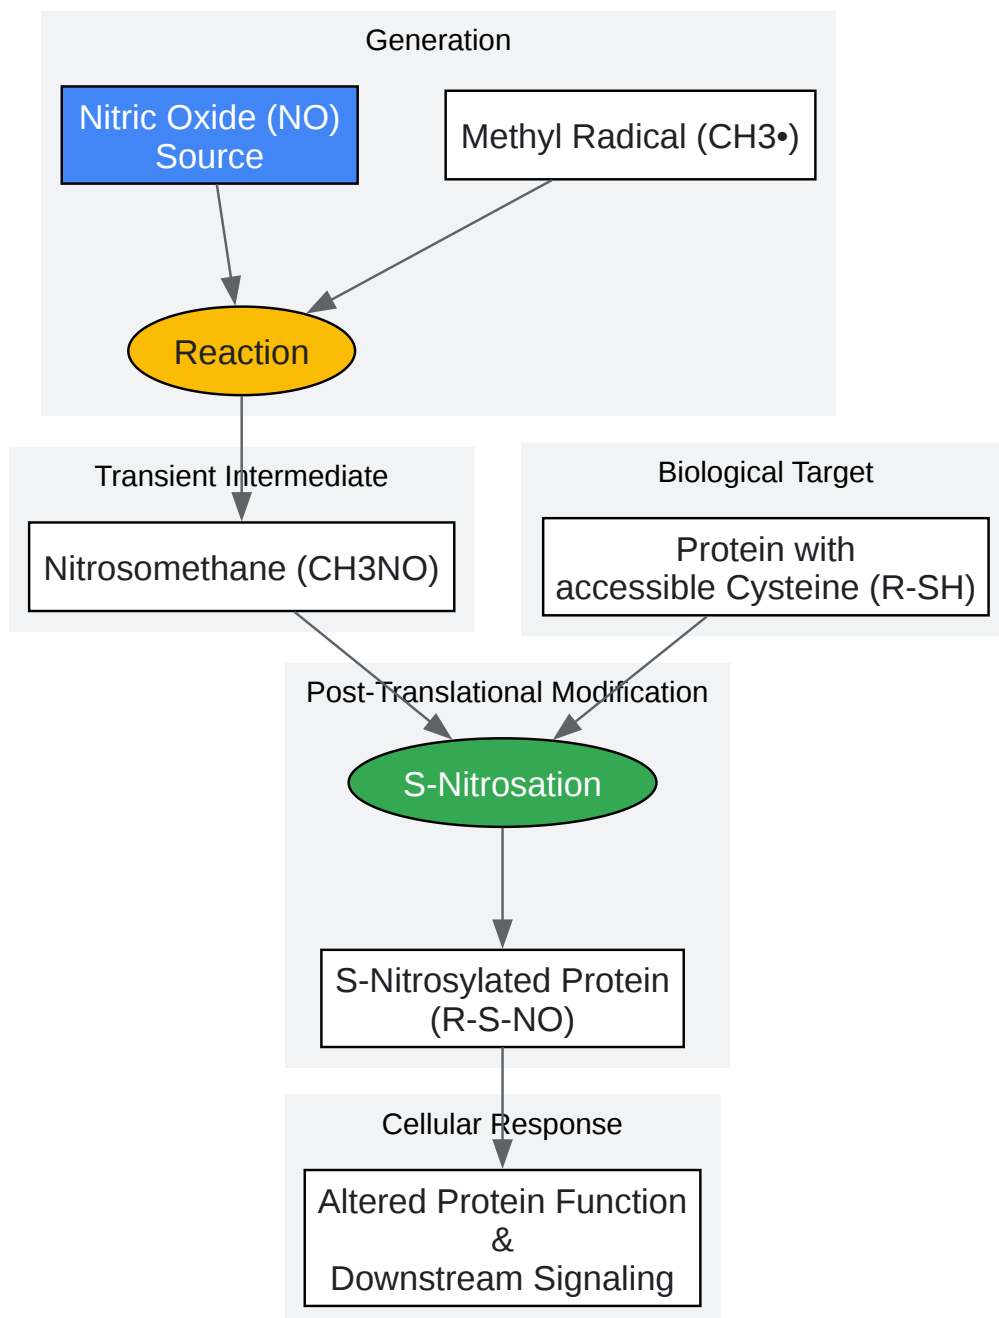 Generation
Nitric Oxide (NO)
Source
Methyl Radical (CH3•)
Reaction
Transient Intermediate
Nitrosomethane (CH3NO)
Biological Target
Protein with
accessible Cysteine (R-SH)
Post-Translational Modification
S-Nitrosation
S-Nitrosylated Protein
(R-S-NO)
Cellular Response
Altered Protein Function
&
Downstream Signaling